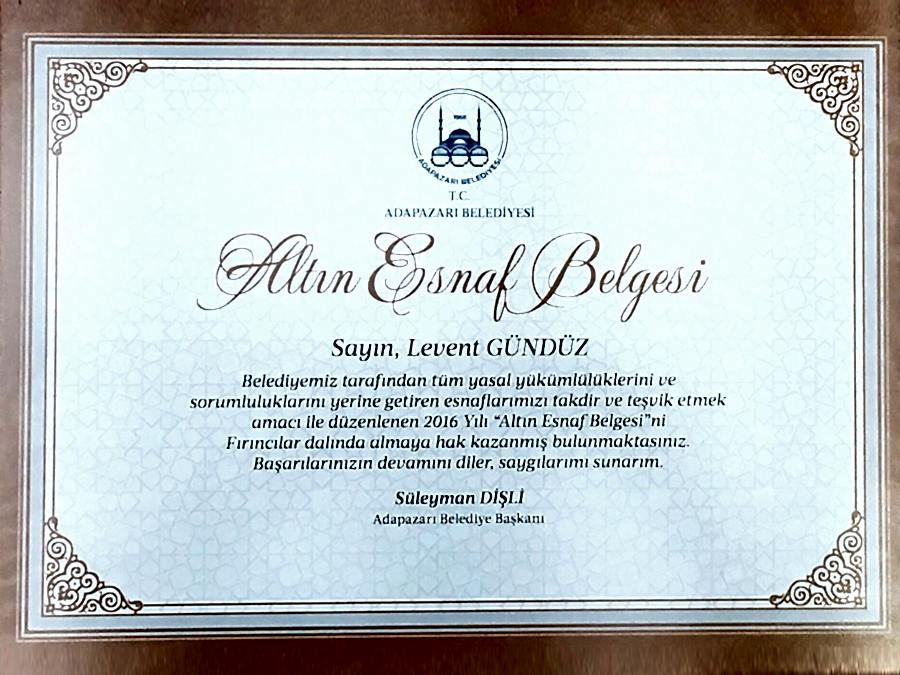 1868
ADAPAZARI BELEDİYESİ
T.C.
ADAPAZARI BELEDİYESİ
Altın Esnaf Belgesi
Sayın, Levent GÜNDÜZ
Belediyemiz tarafından tüm yasal yükümlülüklerini ve
sorumluluklarını yerine getiren esnaflarımızı takdir ve teşvik etmek
amacı ile düzenlenen 2016 Yılı “Altın Esnaf Belgesi”ni
Fırıncılar dalında almaya hak kazanmış bulunmaktasınız.
Başarılarınızın devamını diler, saygılarımı sunarım.
Süleyman DİŞLİ
Adapazarı Belediye Başkanı